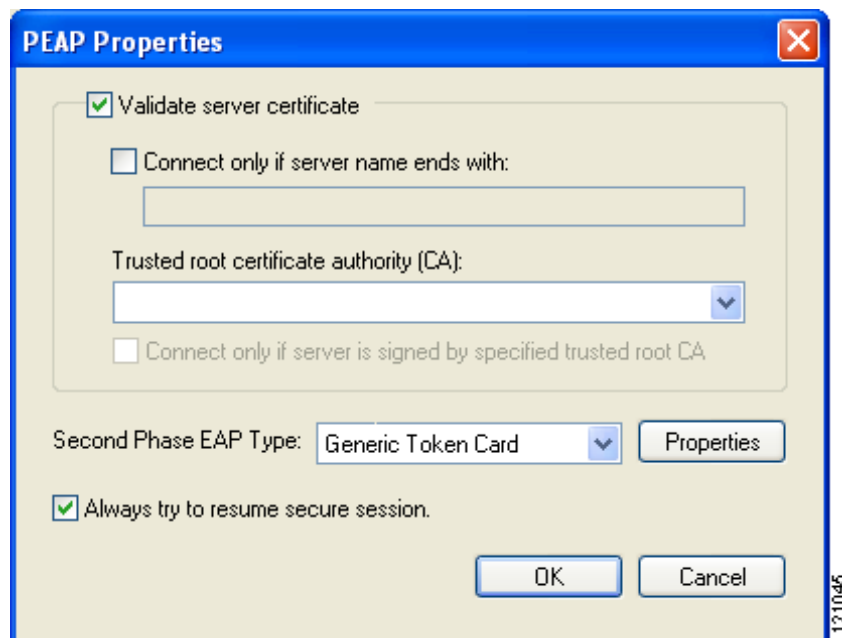 PEAP Properties
Validate server certificate
Connect only if server name ends with:
Trusted root certificate authority (CA):
Connect only if server is signed by specified trusted root CA
Second Phase EAP Type: Generic Token Card Properties
Always try to resume secure session.
OK Cancel
121045